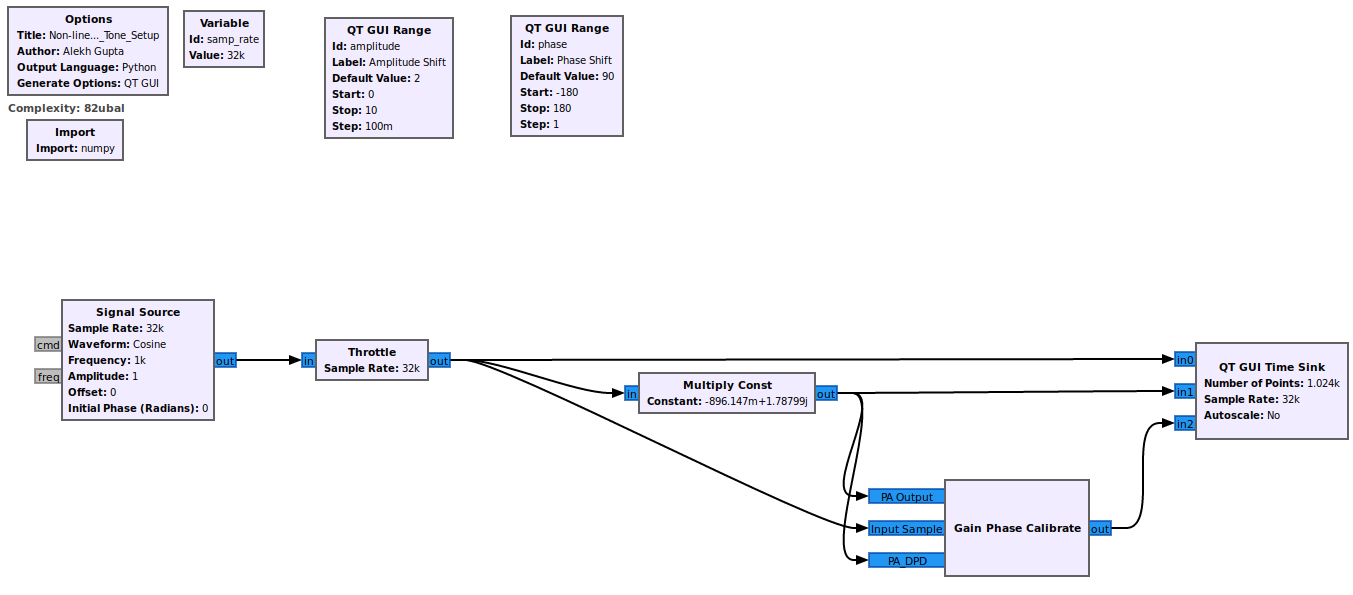 Options
Title: Non-line..._Tone_Setup
Author: Alekh Gupta
Output Language: Python
Generate Options: QT GUI
Complexity: 82ubal
Import
Import: numpy
Variable
Id: samp_rate
Value: 32k
QT GUI Range
Id: amplitude
Label: Amplitude Shift
Default Value: 2
Start: 0
Stop: 10
Step: 100m
QT GUI Range
Id: phase
Label: Phase Shift
Default Value: 90
Start: -180
Stop: 180
Step: 1
cmd
freq
Signal Source
Sample Rate: 32k
Waveform: Cosine
Frequency: 1k
Amplitude: 1
Offset: 0
Initial Phase (Radians): 0
out
in
Throttle
Sample Rate: 32k
out
in
Multiply Const
Constant: -896.147m+1.78799j
out
PA Output
Input Sample
PA_DPD
Gain Phase Calibrate
out
in0
in1
in2
QT GUI Time Sink
Number of Points: 1.024k
Sample Rate: 32k
Autoscale: No